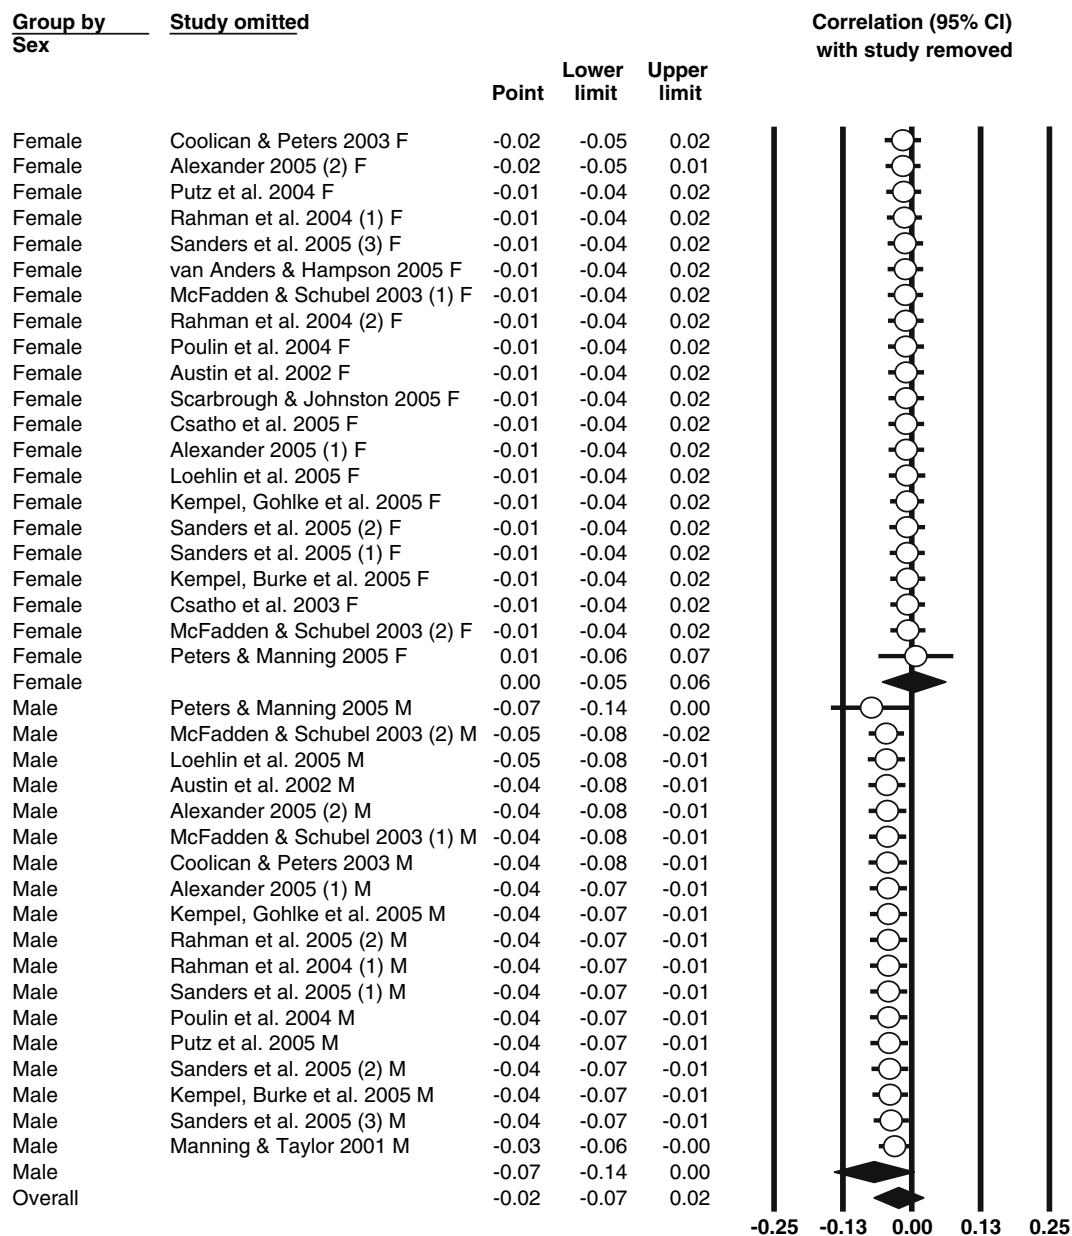 Group by Study omitted Correlation (95% CI)
Sex with study removed
Lower Upper
Point limit limit
Female Coolican & Peters 2003 F -0.02 -0.05 0.02
Female Alexander 2005 (2) F -0.02 -0.05 0.01
Female Putz et al. 2004 F -0.01 -0.04 0.02
Female Rahman et al. 2004 (1) F -0.01 -0.04 0.02
Female Sanders et al. 2005 (3) F -0.01 -0.04 0.02
Female van Anders & Hampson 2005 F -0.01 -0.04 0.02
Female McFadden & Schubel 2003 (1) F -0.01 -0.04 0.02
Female Rahman et al. 2004 (2) F -0.01 -0.04 0.02
Female Poulin et al. 2004 F -0.01 -0.04 0.02
Female Austin et al. 2002 F -0.01 -0.04 0.02
Female Scarbrough & Johnston 2005 F -0.01 -0.04 0.02
Female Csatho et al. 2005 F -0.01 -0.04 0.02
Female Alexander 2005 (1) F -0.01 -0.04 0.02
Female Loehlin et al. 2005 F -0.01 -0.04 0.02
Female Kempel, Gohlke et al. 2005 F -0.01 -0.04 0.02
Female Sanders et al. 2005 (2) F -0.01 -0.04 0.02
Female Sanders et al. 2005 (1) F -0.01 -0.04 0.02
Female Kempel, Burke et al. 2005 F -0.01 -0.04 0.02
Female Csatho et al. 2003 F -0.01 -0.04 0.02
Female McFadden & Schubel 2003 (2) F -0.01 -0.04 0.02
Female Peters & Manning 2005 F 0.01 -0.06 0.07
Female 0.00 -0.05 0.06
Male Peters & Manning 2005 M -0.07 -0.14 0.00
Male McFadden & Schubel 2003 (2) M -0.05 -0.08 -0.02
Male Loehlin et al. 2005 M -0.05 -0.08 -0.01
Male Austin et al. 2002 M -0.04 -0.08 -0.01
Male Alexander 2005 (2) M -0.04 -0.08 -0.01
Male McFadden & Schubel 2003 (1) M -0.04 -0.08 -0.01
Male Coolican & Peters 2003 M -0.04 -0.08 -0.01
Male Alexander 2005 (1) M -0.04 -0.07 -0.01
Male Kempel, Gohlke et al. 2005 M -0.04 -0.07 -0.01
Male Rahman et al. 2005 (2) M -0.04 -0.07 -0.01
Male Rahman et al. 2004 (1) M -0.04 -0.07 -0.01
Male Sanders et al. 2005 (1) M -0.04 -0.07 -0.01
Male Poulin et al. 2004 M -0.04 -0.07 -0.01
Male Putz et al. 2005 M -0.04 -0.07 -0.01
Male Sanders et al. 2005 (2) M -0.04 -0.07 -0.01
Male Kempel, Burke et al. 2005 M -0.04 -0.07 -0.01
Male Sanders et al. 2005 (3) M -0.04 -0.07 -0.01
Male Manning & Taylor 2001 M -0.03 -0.06 -0.00
Male -0.07 -0.14 0.00
Overall -0.02 -0.07 0.02
-0.25 -0.13 0.00 0.13 0.25